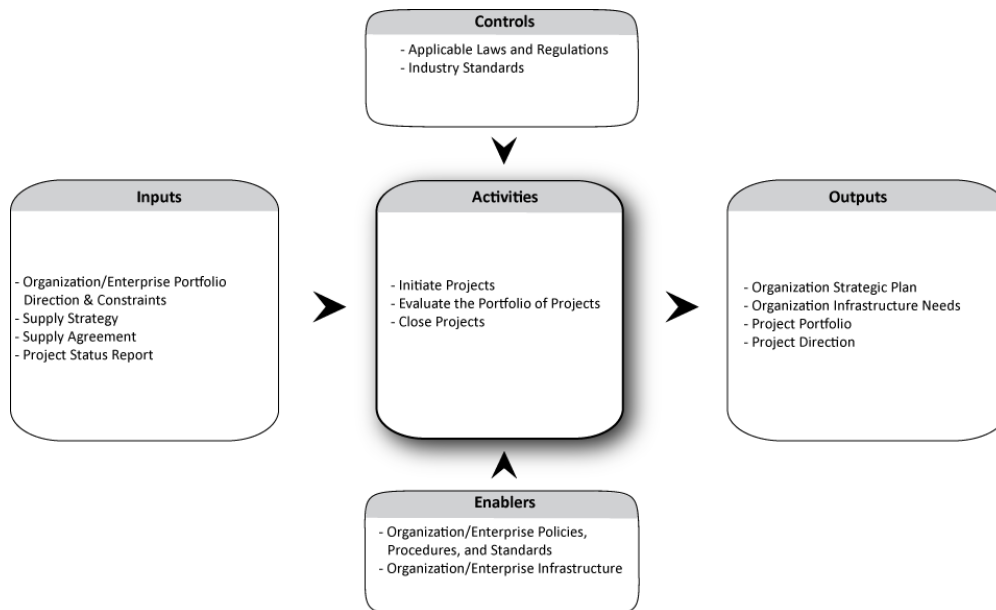 Controls
- Applicable Laws and Regulations
- Industry Standards
Inputs
- Organization/Enterprise Portfolio
Direction & Constraints
- Supply Strategy
- Supply Agreement
- Project Status Report
Activities
- Initiate Projects
- Evaluate the Portfolio of Projects
- Close Projects
Outputs
- Organization Strategic Plan
- Organization Infrastructure Needs
- Project Portfolio
- Project Direction
Enablers
- Organization/Enterprise Policies,
Procedures, and Standards
- Organization/Enterprise Infrastructure